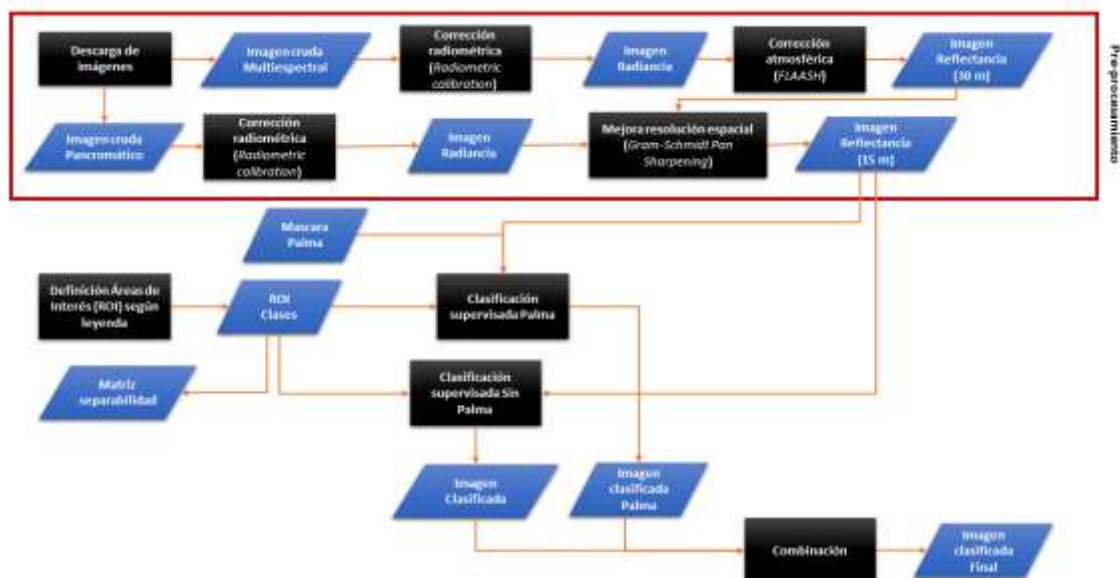 Descarga de
imágenes
Imagen cruda
Multiespectral
Corrección
radiométrica
(Radiometric
calibration)
Imagen
Radiancia
Corrección
atmosférica
(FLAASH)
Imagen
Reflectancia
(30 m)
Pre-procesamiento
Imagen cruda
Pancromático
Corrección
radiométrica
(Radiometric
calibration)
Imagen
Radiancia
Mejora resolución espacial
(Gram-Schmidt Pan
Sharpening)
Imagen
Reflectancia
(15 m)
Mascara
Palma
Definición Áreas de
Interés (ROI) según
leyenda
ROI
Clases
Clasificación
supervisada Palma
Matriz
separabilidad
Clasificación
supervisada Sin
Palma
Imagen
Clasificada
Imagen
clasificada
Palma
Combinación
Imagen
clasificada
Final